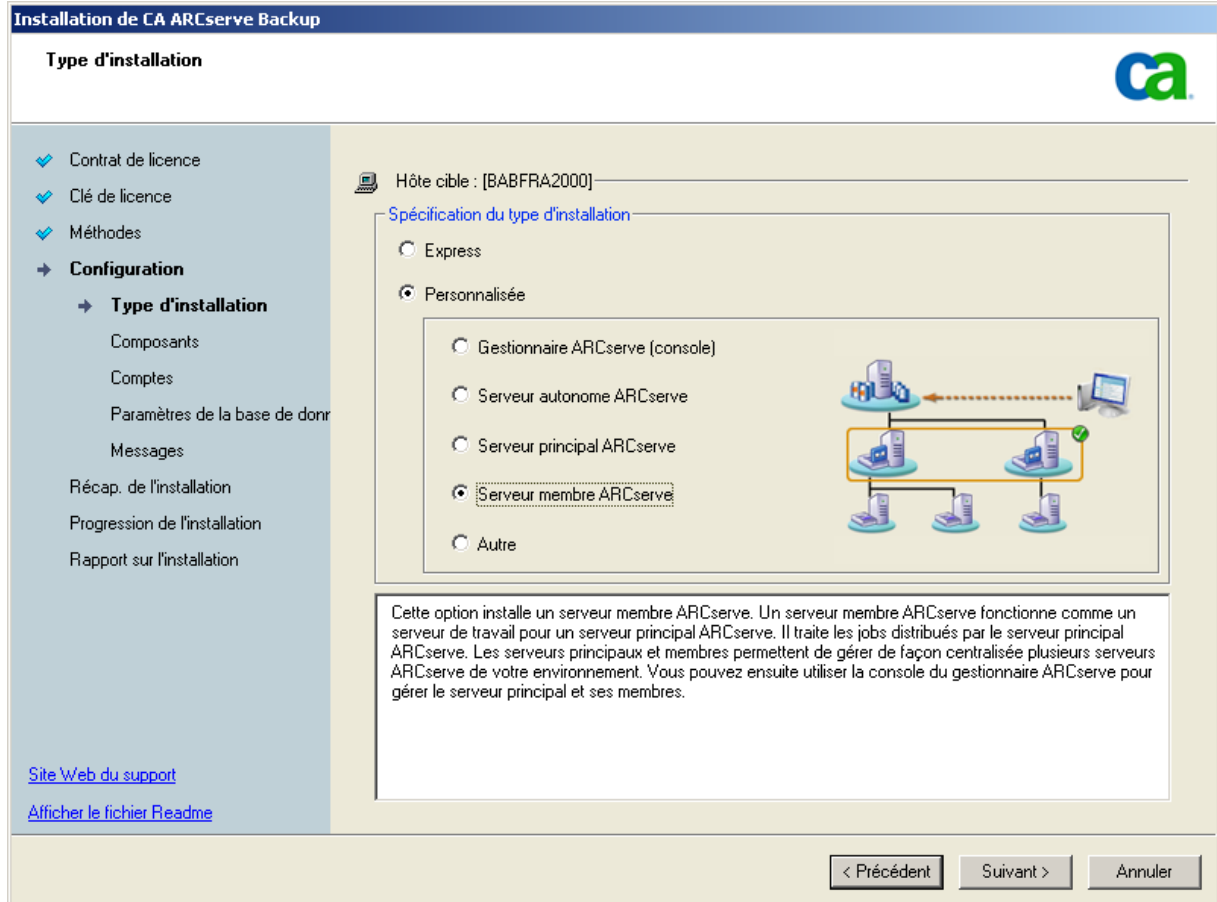 Installation de CA ARCserve Backup
Type d'installation
ca
Contrat de licence
Clé de licence
Méthodes
Configuration
Type d'installation
Composants
Comptes
Paramètres de la base de donr
Messages
Récap. de l'installation
Progression de l'installation
Rapport sur l'installation
Site Web du support
Afficher le fichier Readme
Hôte cible : [BABFRA2000]
Spécification du type d'installation
Express
Personnalisée
Gestionnaire ARCserve (console)
Serveur autonome ARCserve
Serveur principal ARCserve
Serveur membre ARCserve
Autre
Cette option installe un serveur membre ARCserve. Un serveur membre ARCserve fonctionne comme un
serveur de travail pour un serveur principal ARCserve. Il traite les jobs distribués par le serveur principal
ARCserve. Les serveurs principaux et membres permettent de gérer de façon centralisée plusieurs serveurs
ARCserve de votre environnement. Vous pouvez ensuite utiliser la console du gestionnaire ARCserve pour
gérer le serveur principal et ses membres.
< Précédent
Suivant >
Annuler